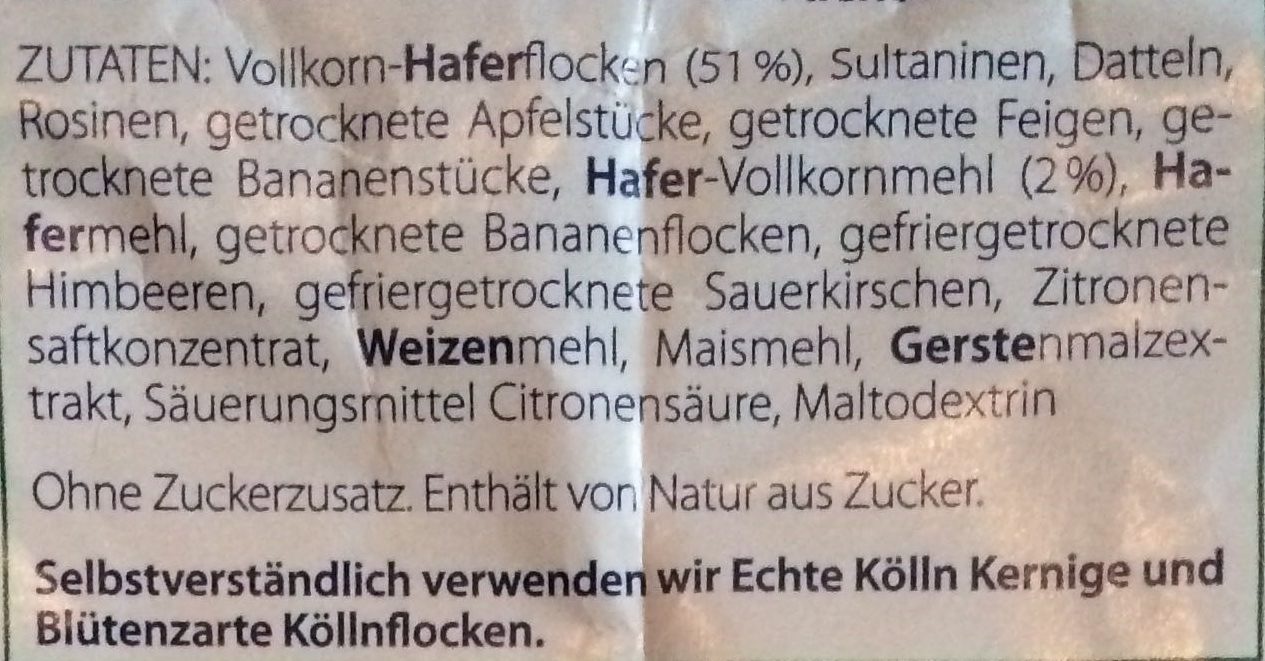 ZUTATEN: Vollkorn-Haferflocken (51 %), Sultaninen, Datteln,
Rosinen, getrocknete Apfelstücke, getrocknete Feigen, ge-
trocknete Bananenstücke, Hafer-Vollkornmehl (2 %), Ha-
fermehl, getrocknete Bananenflocken, gefriergetrocknete
Himbeeren, gefriergetrocknete Sauerkirschen, Zitronen-
saftkonzentrat, Weizenmehl, Maismehl, Gerstenmalzex-
trakt, Säuerungsmittel Citronensäure, Maltodextrin
Ohne Zuckerzusatz. Enthält von Natur aus Zucker.
Selbstverständlich verwenden wir Echte Kölln Kernige und
Blütenzarte Köllnflocken.